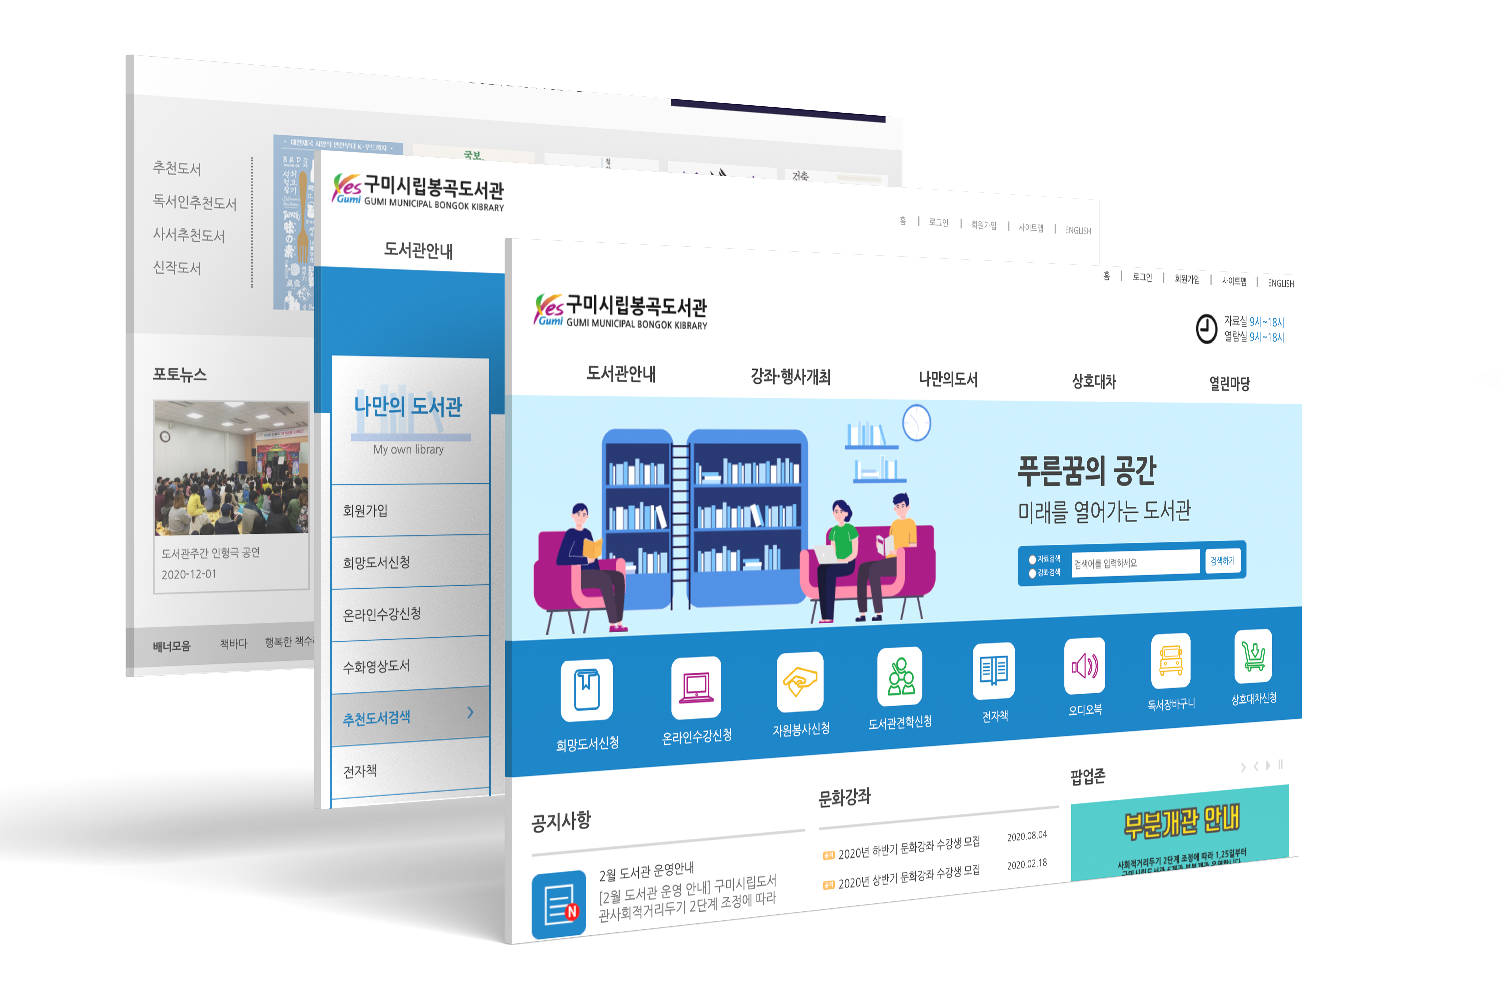 추천도서
독서인추천도서
사서추천도서
신작도서
국보,
건축
포토뉴스
도서관주간 인형극 공연
2020-12-01
배너모음 책바다 행복한 책수
Yes Gumi 구미시립봉곡도서관
GUMI MUNICIPAL BONGOK KIBRARY
홈 | 로그인 | 회원가입 | 사이트맵 | ENGLISH
도서관안내
나만의 도서관
My own library
회원가입
희망도서신청
온라인수강신청
수화영상도서
추천도서검색
전자책
홈 | 로그인 | 회원가입 | 사이트맵 | ENGLISH
Yes Gumi 구미시립봉곡도서관
GUMI MUNICIPAL BONGOK KIBRARY
자료실 9시~18시
열람실 9시~18시
도서관안내 강좌·행사개최 나만의도서 상호대차 열린마당
푸른꿈의 공간
미래를 열어가는 도서관
자료검색
강좌검색
검색어를 입력하세요 검색하기
희망도서신청 온라인수강신청 자원봉사신청 도서관견학신청 전자책 오디오북 독서장바구니 상호대차신청
공지사항
N
2월 도서관 운영안내
[2월 도서관 운영 안내] 구미시립도서
관사회적거리두기 2단계 조정에 따라
문화강좌
공지 2020년 하반기 문화강좌 수강생 모집 2020.08.04
공지 2020년 상반기 문화강좌 수강생 모집 2020.02.18
팝업존
부분개관 안내
사회적거리두기 2단계 조정에 따라 1.25일부터